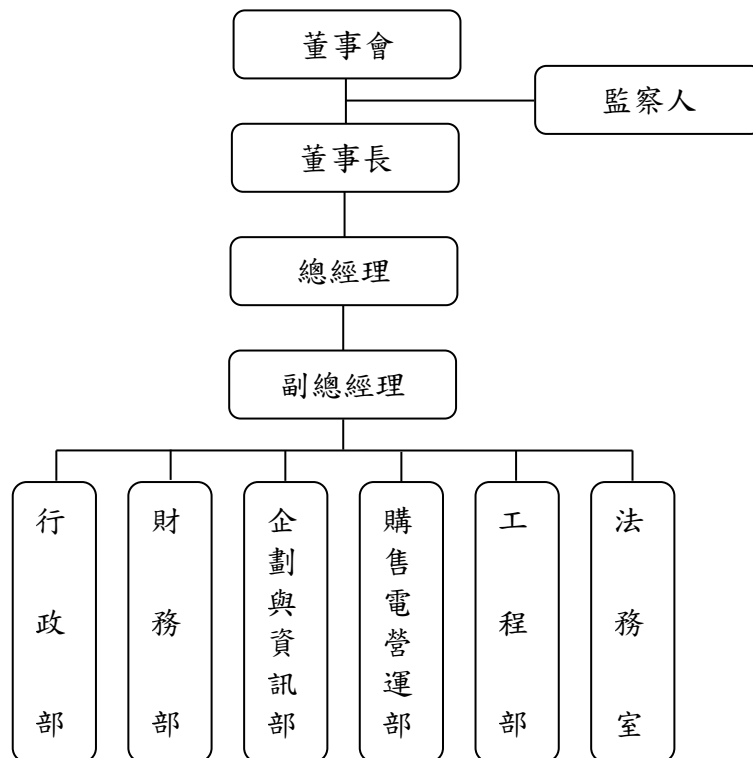 董事會
監察人
董事長
總經理
副總經理
行政部
財務部
企劃與資訊部
購售電營運部
工程部
法務室